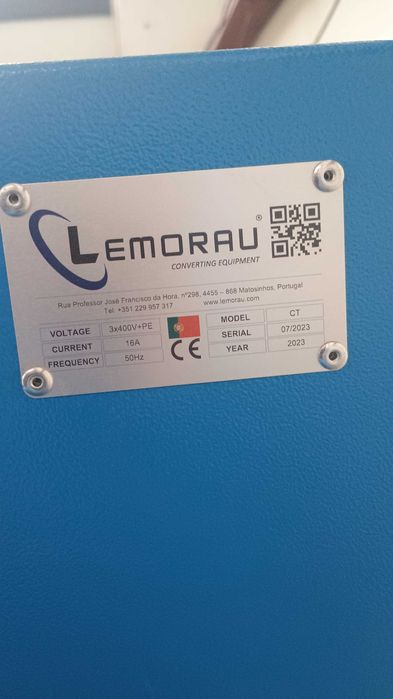 LEMORAU®
CONVERTING EQUIPMENT
Rua Professor José Francisco da Hora, nº298, 4455 – 868 Matosinhos, Portugal
Tel: +351 229 957 317 www.lemorau.com
VOLTAGE 3x400V+PE MODEL CT
CURRENT 16A CE SERIAL 07/2023
FREQUENCY 50Hz YEAR 2023